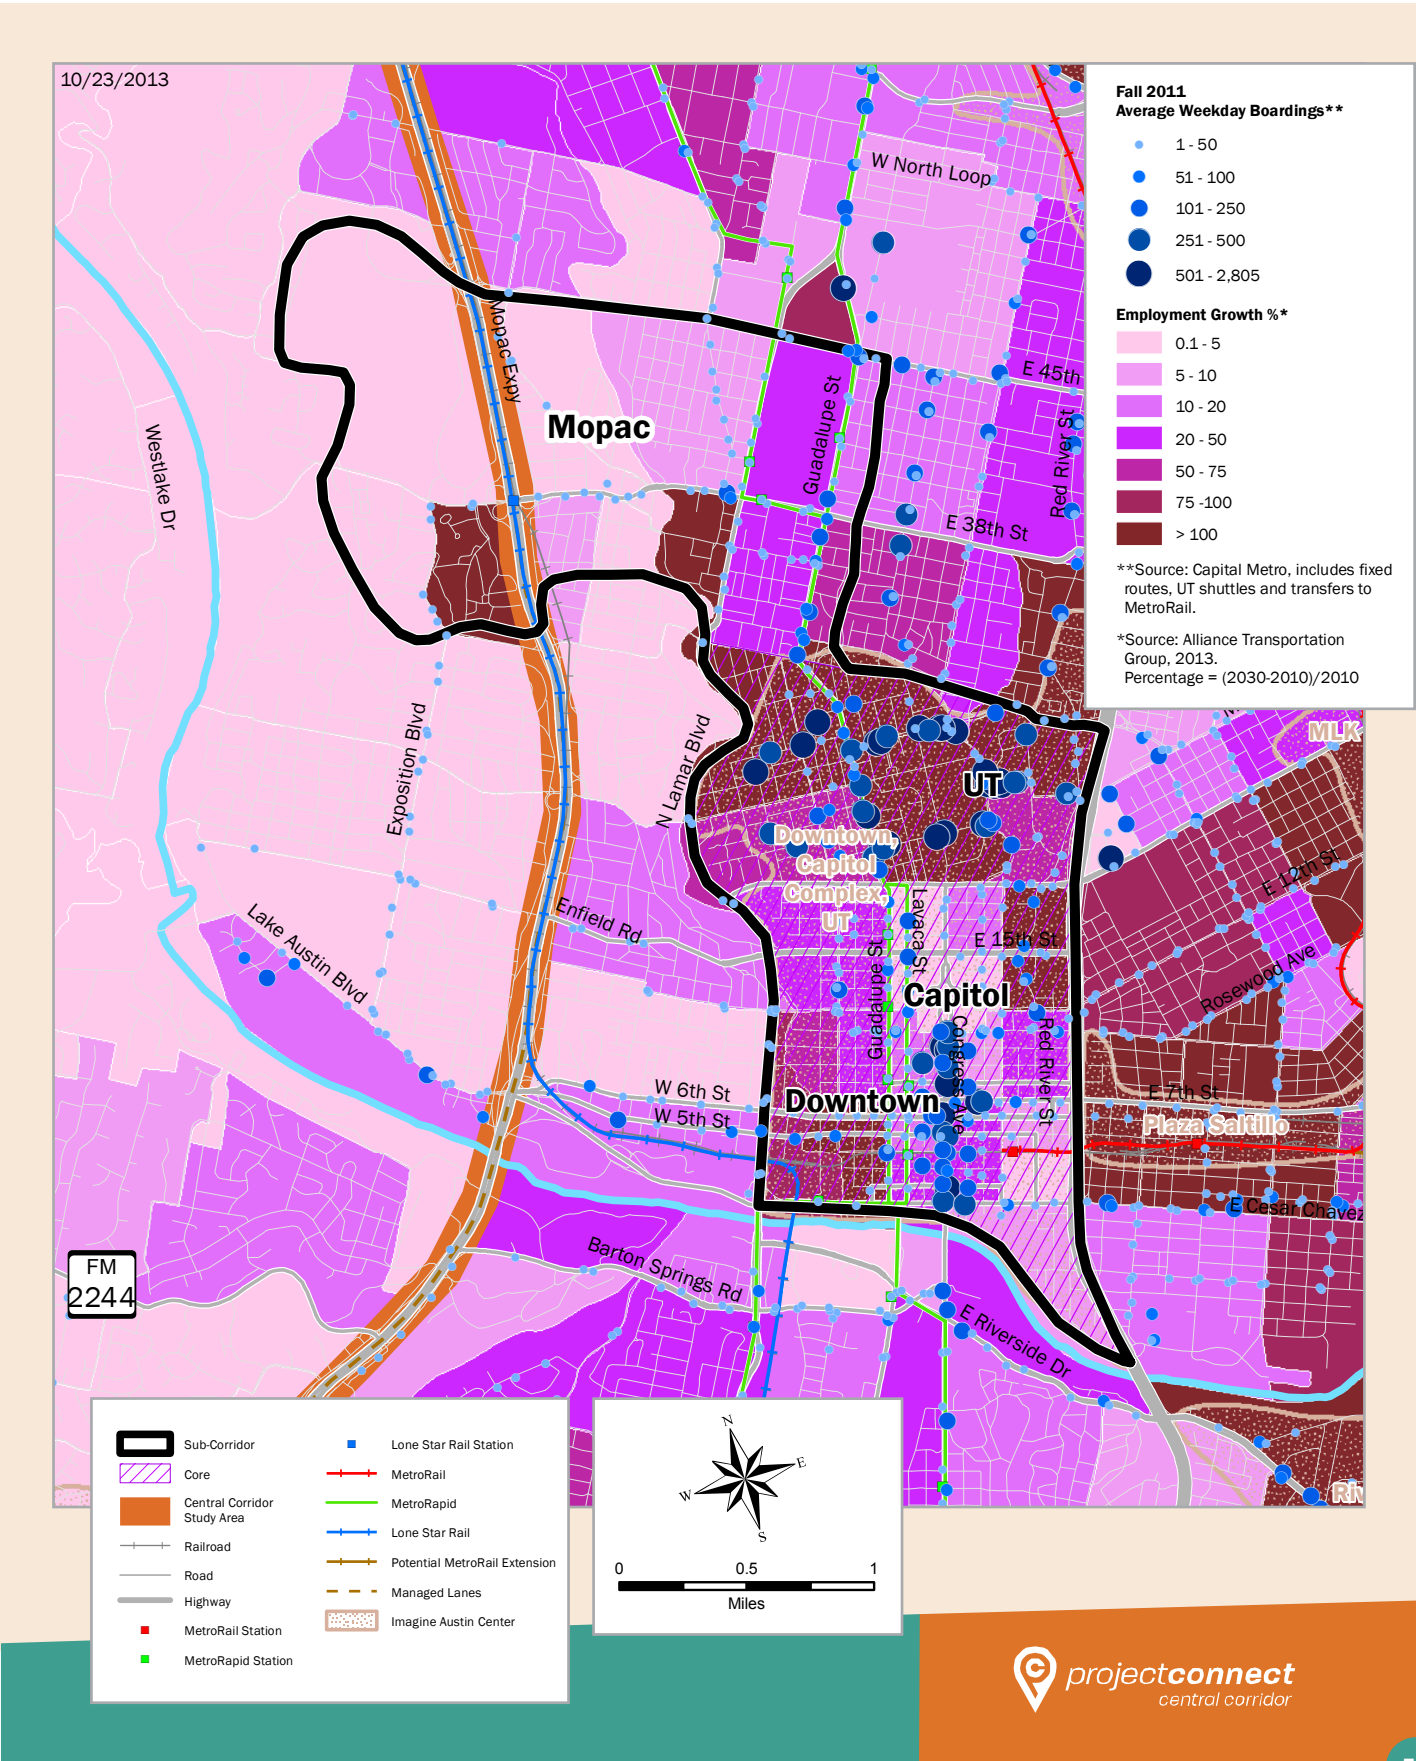 10/23/2013
W North Loop
Mopac Expy
E 45th
Mopac
Guadalupe St
Red River St
Westlake Dr
E 38th St
Exposition Blvd
N Lamar Blvd
MLK
UT
Downtown,
Capitol
Complex,
UT
E 12th St
Lavaca St
Enfield Rd
E 15th St
Lake Austin Blvd
Guadalupe St
Rosewood Ave
Capitol
Congress Ave
Red River St
W 6th St
E 7th St
Downtown
W 5th St
Plaza Saltillo
E Cesar Chavez
Barton Springs Rd
FM
2244
E Riverside Dr
Riv
Fall 2011
Average Weekday Boardings**
1 - 50
51 - 100
101 - 250
251 - 500
501 - 2,805
Employment Growth %*
0.1 - 5
5 - 10
10 - 20
20 - 50
50 - 75
75 -100
> 100
**Source: Capital Metro, includes fixed
routes, UT shuttles and transfers to
MetroRail.
*Source: Alliance Transportation
Group, 2013.
Percentage = (2030-2010)/2010
Sub-Corridor
Core
Central Corridor
Study Area
Railroad
Road
Highway
MetroRail Station
MetroRapid Station
Lone Star Rail Station
MetroRail
MetroRapid
Lone Star Rail
Potential MetroRail Extension
Managed Lanes
Imagine Austin Center
N
E
W
S
0 0.5 1
Miles
projectconnect
central corridor